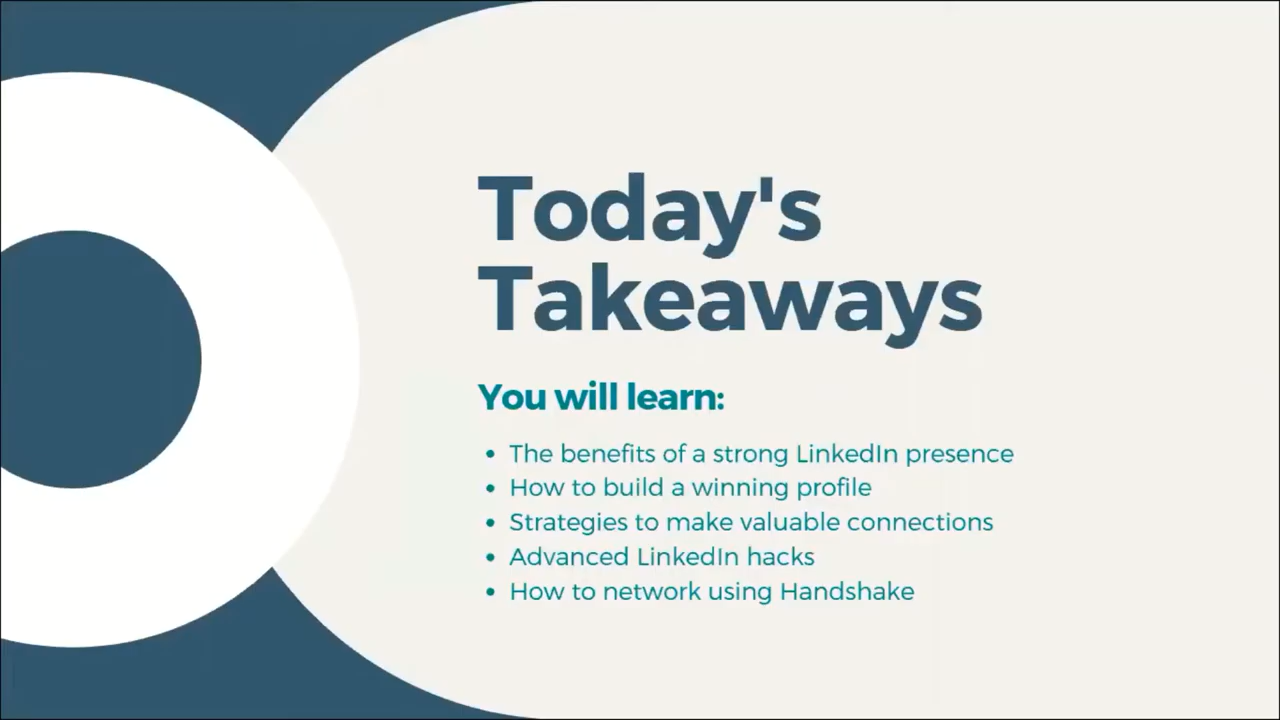 Today's
Takeaways
You will learn:
• The benefits of a strong LinkedIn presence
• How to build a winning profile
• Strategies to make valuable connections
• Advanced LinkedIn hacks
• How to network using Handshake